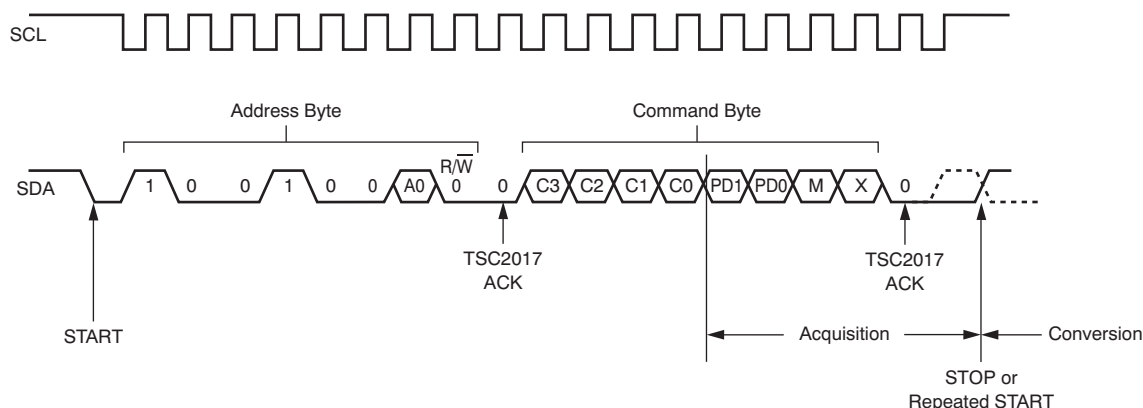 SCL
Address Byte Command Byte
R/W
SDA 1 0 0 1 0 0 A0 0 0 C3 C2 C1 C0 PD1 PD0 M X 0
TSC2017
ACK
TSC2017
ACK
START
Acquisition Conversion
STOP or
Repeated START